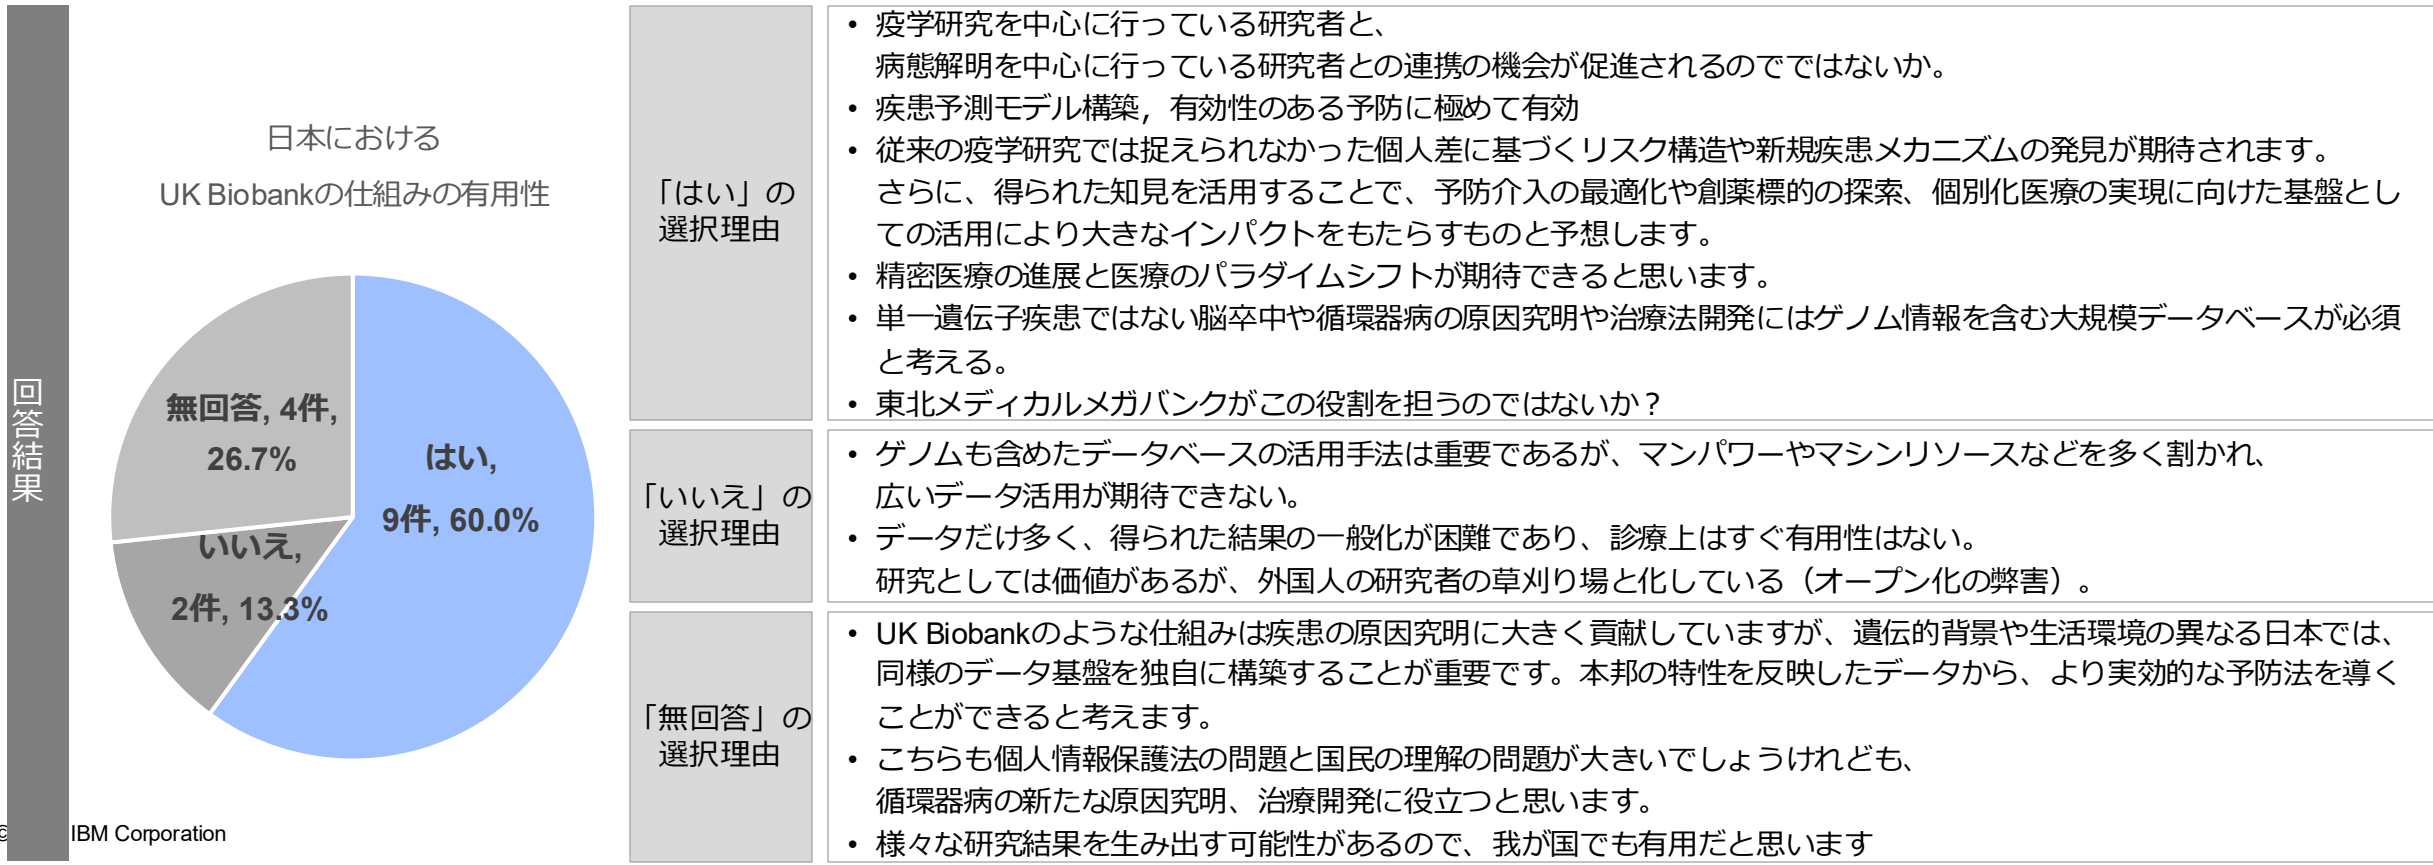 回答結果
日本における
UK Biobankの仕組みの有用性
無回答, 4件,
26.7%
はい,
9件, 60.0%
いいえ,
2件, 13.3%
「はい」の
選択理由
• 疫学研究を中心に行っている研究者と、
病態解明を中心に行っている研究者との連携の機会が促進されるのでではないか。
• 疾患予測モデル構築，有効性のある予防に極めて有効
• 従来の疫学研究では捉えられなかった個人差に基づくリスク構造や新規疾患メカニズムの発見が期待されます。
さらに、得られた知見を活用することで、予防介入の最適化や創薬標的の探索、個別化医療の実現に向けた基盤とし
ての活用により大きなインパクトをもたらすものと予想します。
• 精密医療の進展と医療のパラダイムシフトが期待できると思います。
• 単一遺伝子疾患ではない脳卒中や循環器病の原因究明や治療法開発にはゲノム情報を含む大規模データベースが必須
と考える。
• 東北メディカルメガバンクがこの役割を担うのではないか？
「いいえ」の
選択理由
• ゲノムも含めたデータベースの活用手法は重要であるが、マンパワーやマシンリソースなどを多く割かれ、
広いデータ活用が期待できない。
• データだけ多く、得られた結果の一般化が困難であり、診療上はすぐ有用性はない。
研究としては価値があるが、外国人の研究者の草刈り場と化している（オープン化の弊害）。
「無回答」の
選択理由
• UK Biobankのような仕組みは疾患の原因究明に大きく貢献していますが、遺伝的背景や生活環境の異なる日本では、
同様のデータ基盤を独自に構築することが重要です。本邦の特性を反映したデータから、より実効的な予防法を導く
ことができると考えます。
• こちらも個人情報保護法の問題と国民の理解の問題が大きいでしょうけれども、
循環器病の新たな原因究明、治療開発に役立つと思います。
• 様々な研究結果を生み出す可能性があるので、我が国でも有用だと思います
© IBM Corporation